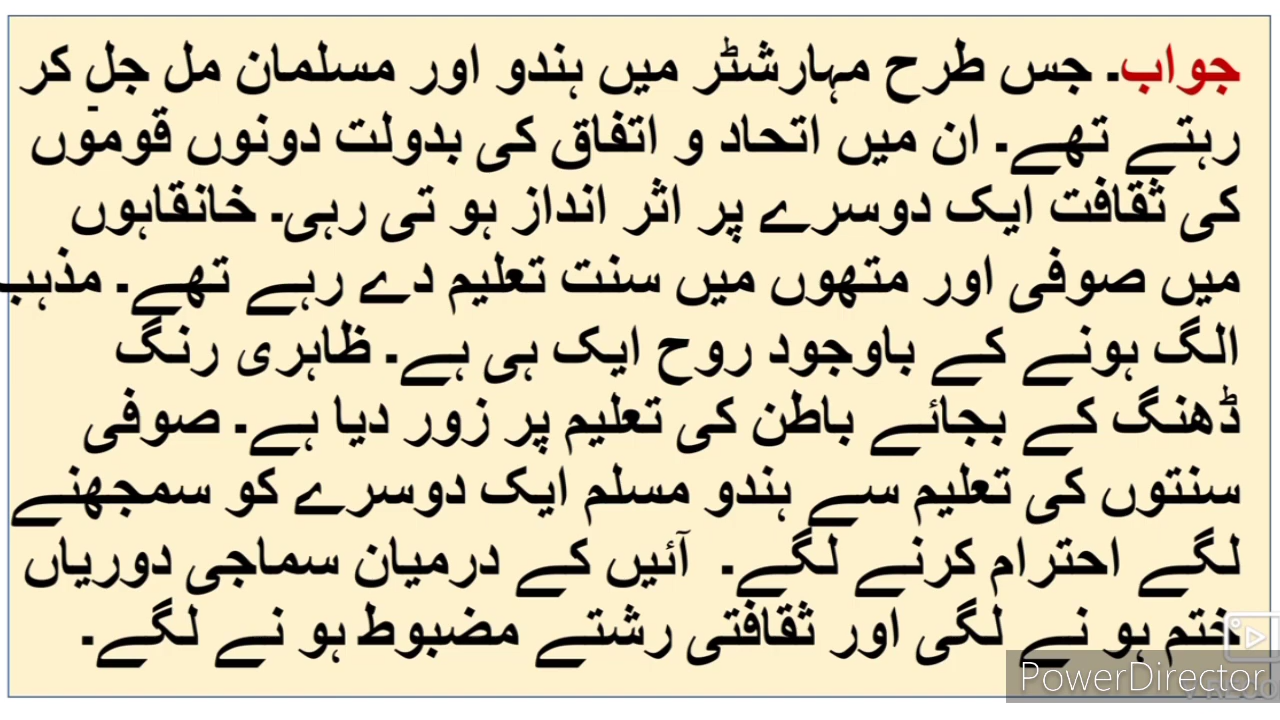 جواب۔ جس طرح مہارشٹر میں ہندو اور مسلمان مل جلِ کر
رہتے تھے۔ ان میں اتحاد و اتفاق کی بدولت دونوں قوموں
کی ثقافت ایک دوسرے پر اثر انداز ہو تی رہی۔ خانقاہوں
میں صوفی اور متھوں میں سنت تعلیم دے رہے تھے۔ مذہب
الگ ہونے کے باوجود روح ایک ہی ہے۔ ظاہری رنگ
ڈھنگ کے بجائے باطن کی تعلیم پر زور دیا ہے۔ صوفی
سنتوں کی تعلیم سے ہندو مسلم ایک دوسرے کو سمجھنے
لگے احترام کرنے لگے۔ آئیں کے درمیان سماجی دوریاں
ختم ہو نے لگی اور ثقافتی رشتے مضبوط ہو نے لگے۔
PowerDirector